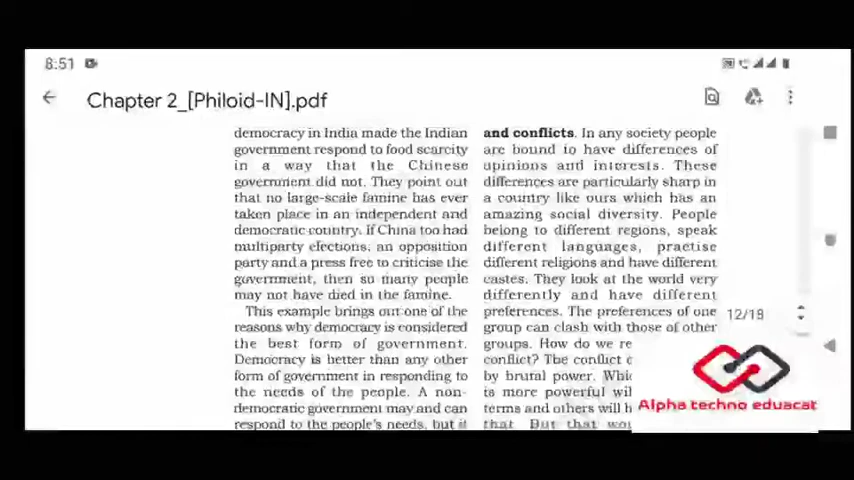 8:51
Chapter 2_[Philoid-IN].pdf
democracy in India made the Indian
government respond to food scarcity
in a way that the Chinese
government did not. They point out
that no large-scale famine has ever
taken place in an independent and
democratic country. If China too had
multiparty elections, an opposition
party and a press free to criticise the
government, then so many people
may not have died in the famine.
This example brings out one of the
reasons why democracy is considered
the best form of government.
Democracy is better than any other
form of government in responding to
the needs of the people. A non-
democratic government may and can
respond to the people's needs, but it
and conflicts. In any society people
are bound to have differences of
opinions and interests. These
differences are particularly sharp in
a country like ours which has an
amazing social diversity. People
belong to different regions, speak
different languages, practise
different religions and have different
castes. They look at the world very
differently and have different
preferences. The preferences of one
group can clash with those of other
groups. How do we re
conflict? The conflict c
by brutal power. Whic
is more powerful wil
terms and others will h
that. But that wou
12/18
Alpha techno eduacat